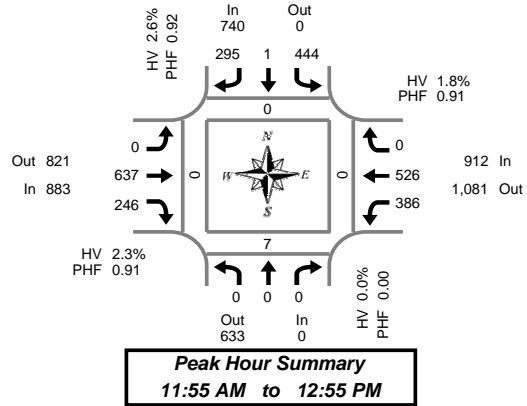 In Out
740 0
295 1 444
HV 2.6%
PHF 0.92
HV 1.8%
PHF 0.91
0
0
637
246
Out 821
In 883
0
N
W E
S
0
0
526
386
912 In
1,081 Out
7
HV 2.3%
PHF 0.91
0 0 0
HV 0.0%
PHF 0.00
Out In
633 0
Peak Hour Summary
11:55 AM to 12:55 PM